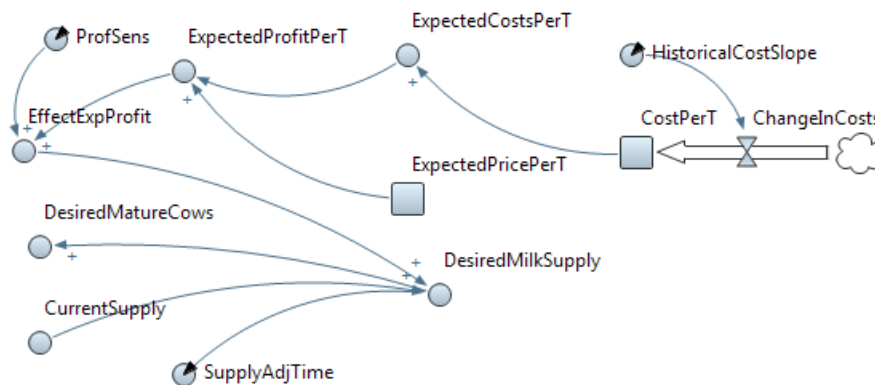 ProfSens
ExpectedProfitPerT
ExpectedCostsPerT
HistoricalCostSlope
EffectExpProfit
+
+
+
+
CostPerT
ChangeInCosts
ExpectedPricePerT
DesiredMatureCows
+
+
+
DesiredMilkSupply
CurrentSupply
SupplyAdjTime